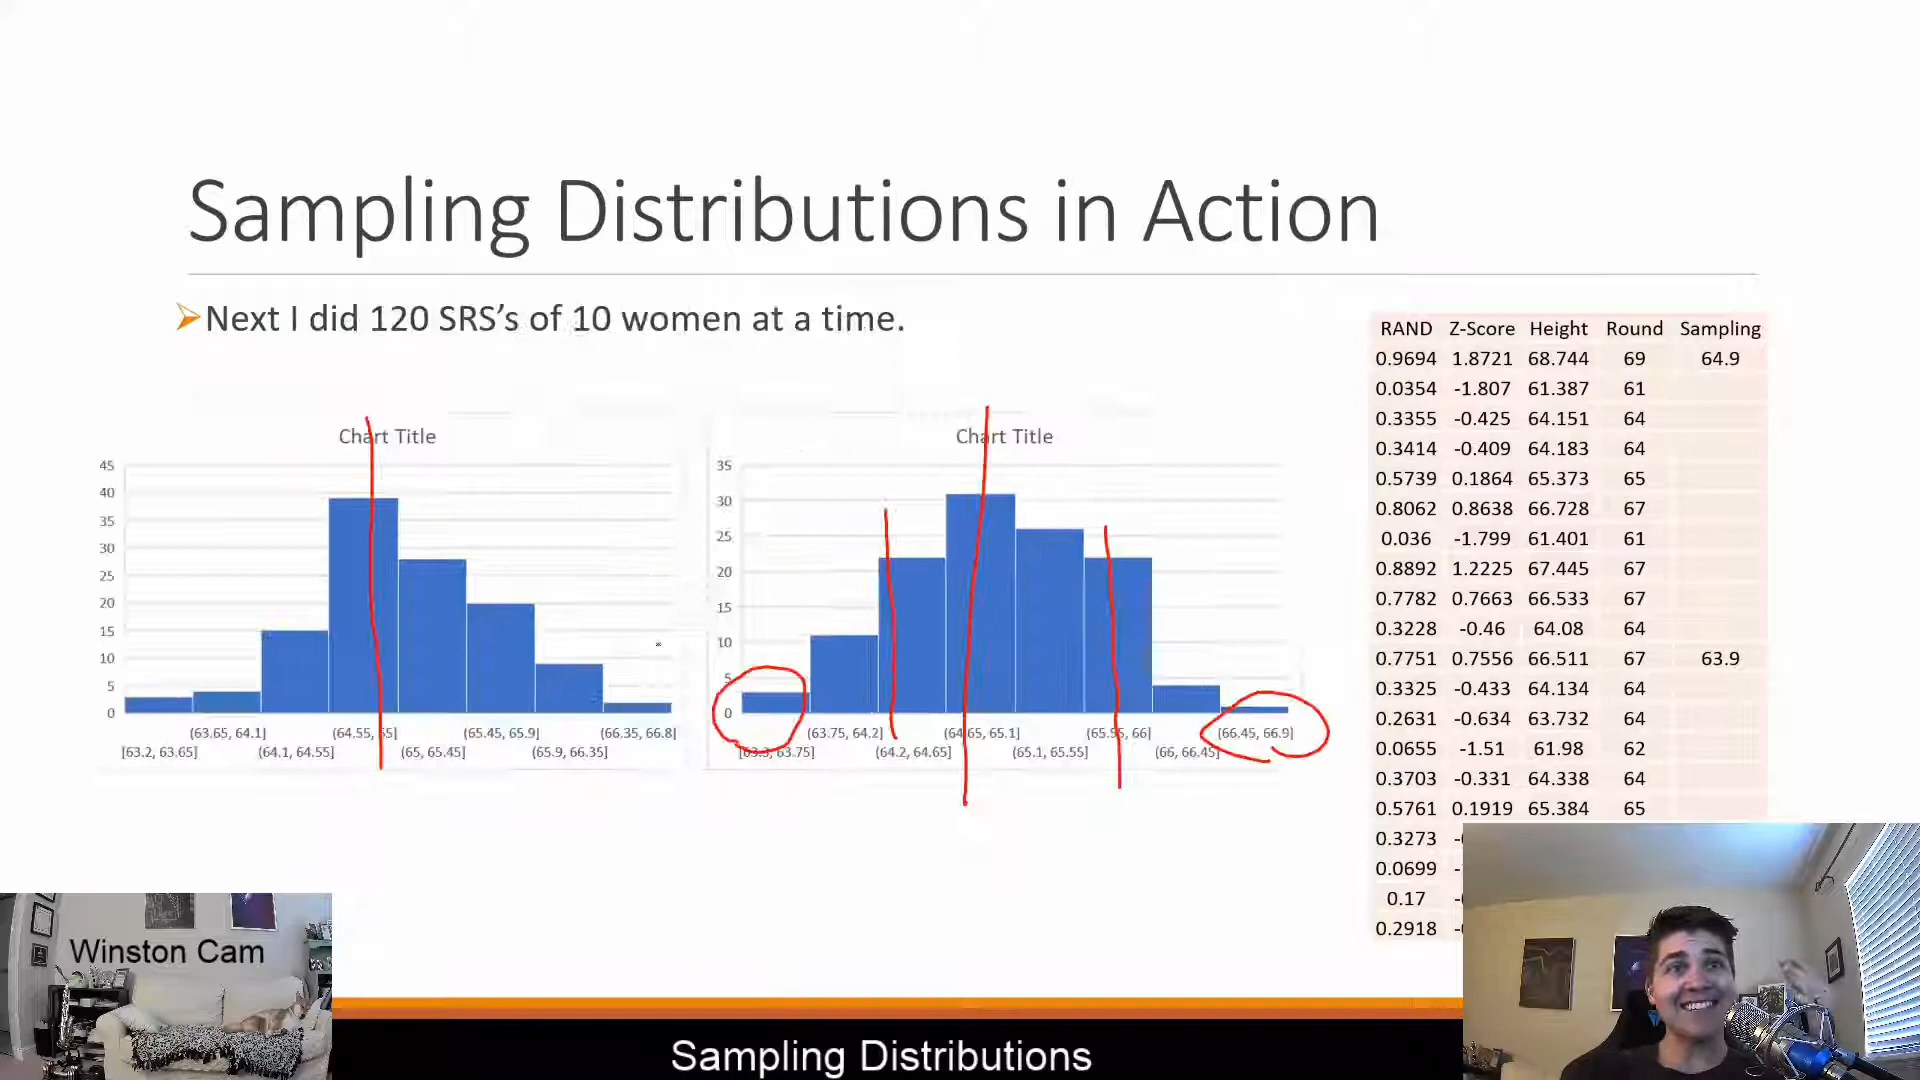 Sampling Distributions in Action
Next I did 120 SRS’s of 10 women at a time.
Chart Title
45
40
35
30
25
20
15
10
5
0
(63.65, 64.1] (64.55, 65] (65.45, 65.9] (66.35, 66.8]
[63.2, 63.65] (64.1, 64.55] (65, 65.45] (65.9, 66.35]
Chart Title
35
30
25
20
15
10
5
0
(63.75, 64.2] (64.65, 65.1] (65.55, 66] (66.45, 66.9]
[63.3, 63.75] (64.2, 64.65] (65.1, 65.55] (66, 66.45]
RAND Z-Score Height Round Sampling
0.9694 1.8721 68.744 69 64.9
0.0354 -1.807 61.387 61
0.3355 -0.425 64.151 64
0.3414 -0.409 64.183 64
0.5739 0.1864 65.373 65
0.8062 0.8638 66.728 67
0.036 -1.799 61.401 61
0.8892 1.2225 67.445 67
0.7782 0.7663 66.533 67
0.3228 -0.46 64.08 64
0.7751 0.7556 66.511 67 63.9
0.3325 -0.433 64.134 64
0.2631 -0.634 63.732 64
0.0655 -1.51 61.98 62
0.3703 -0.331 64.338 64
0.5761 0.1919 65.384 65
0.3273
0.0699
0.17
0.2918
Winston Cam
Sampling Distributions